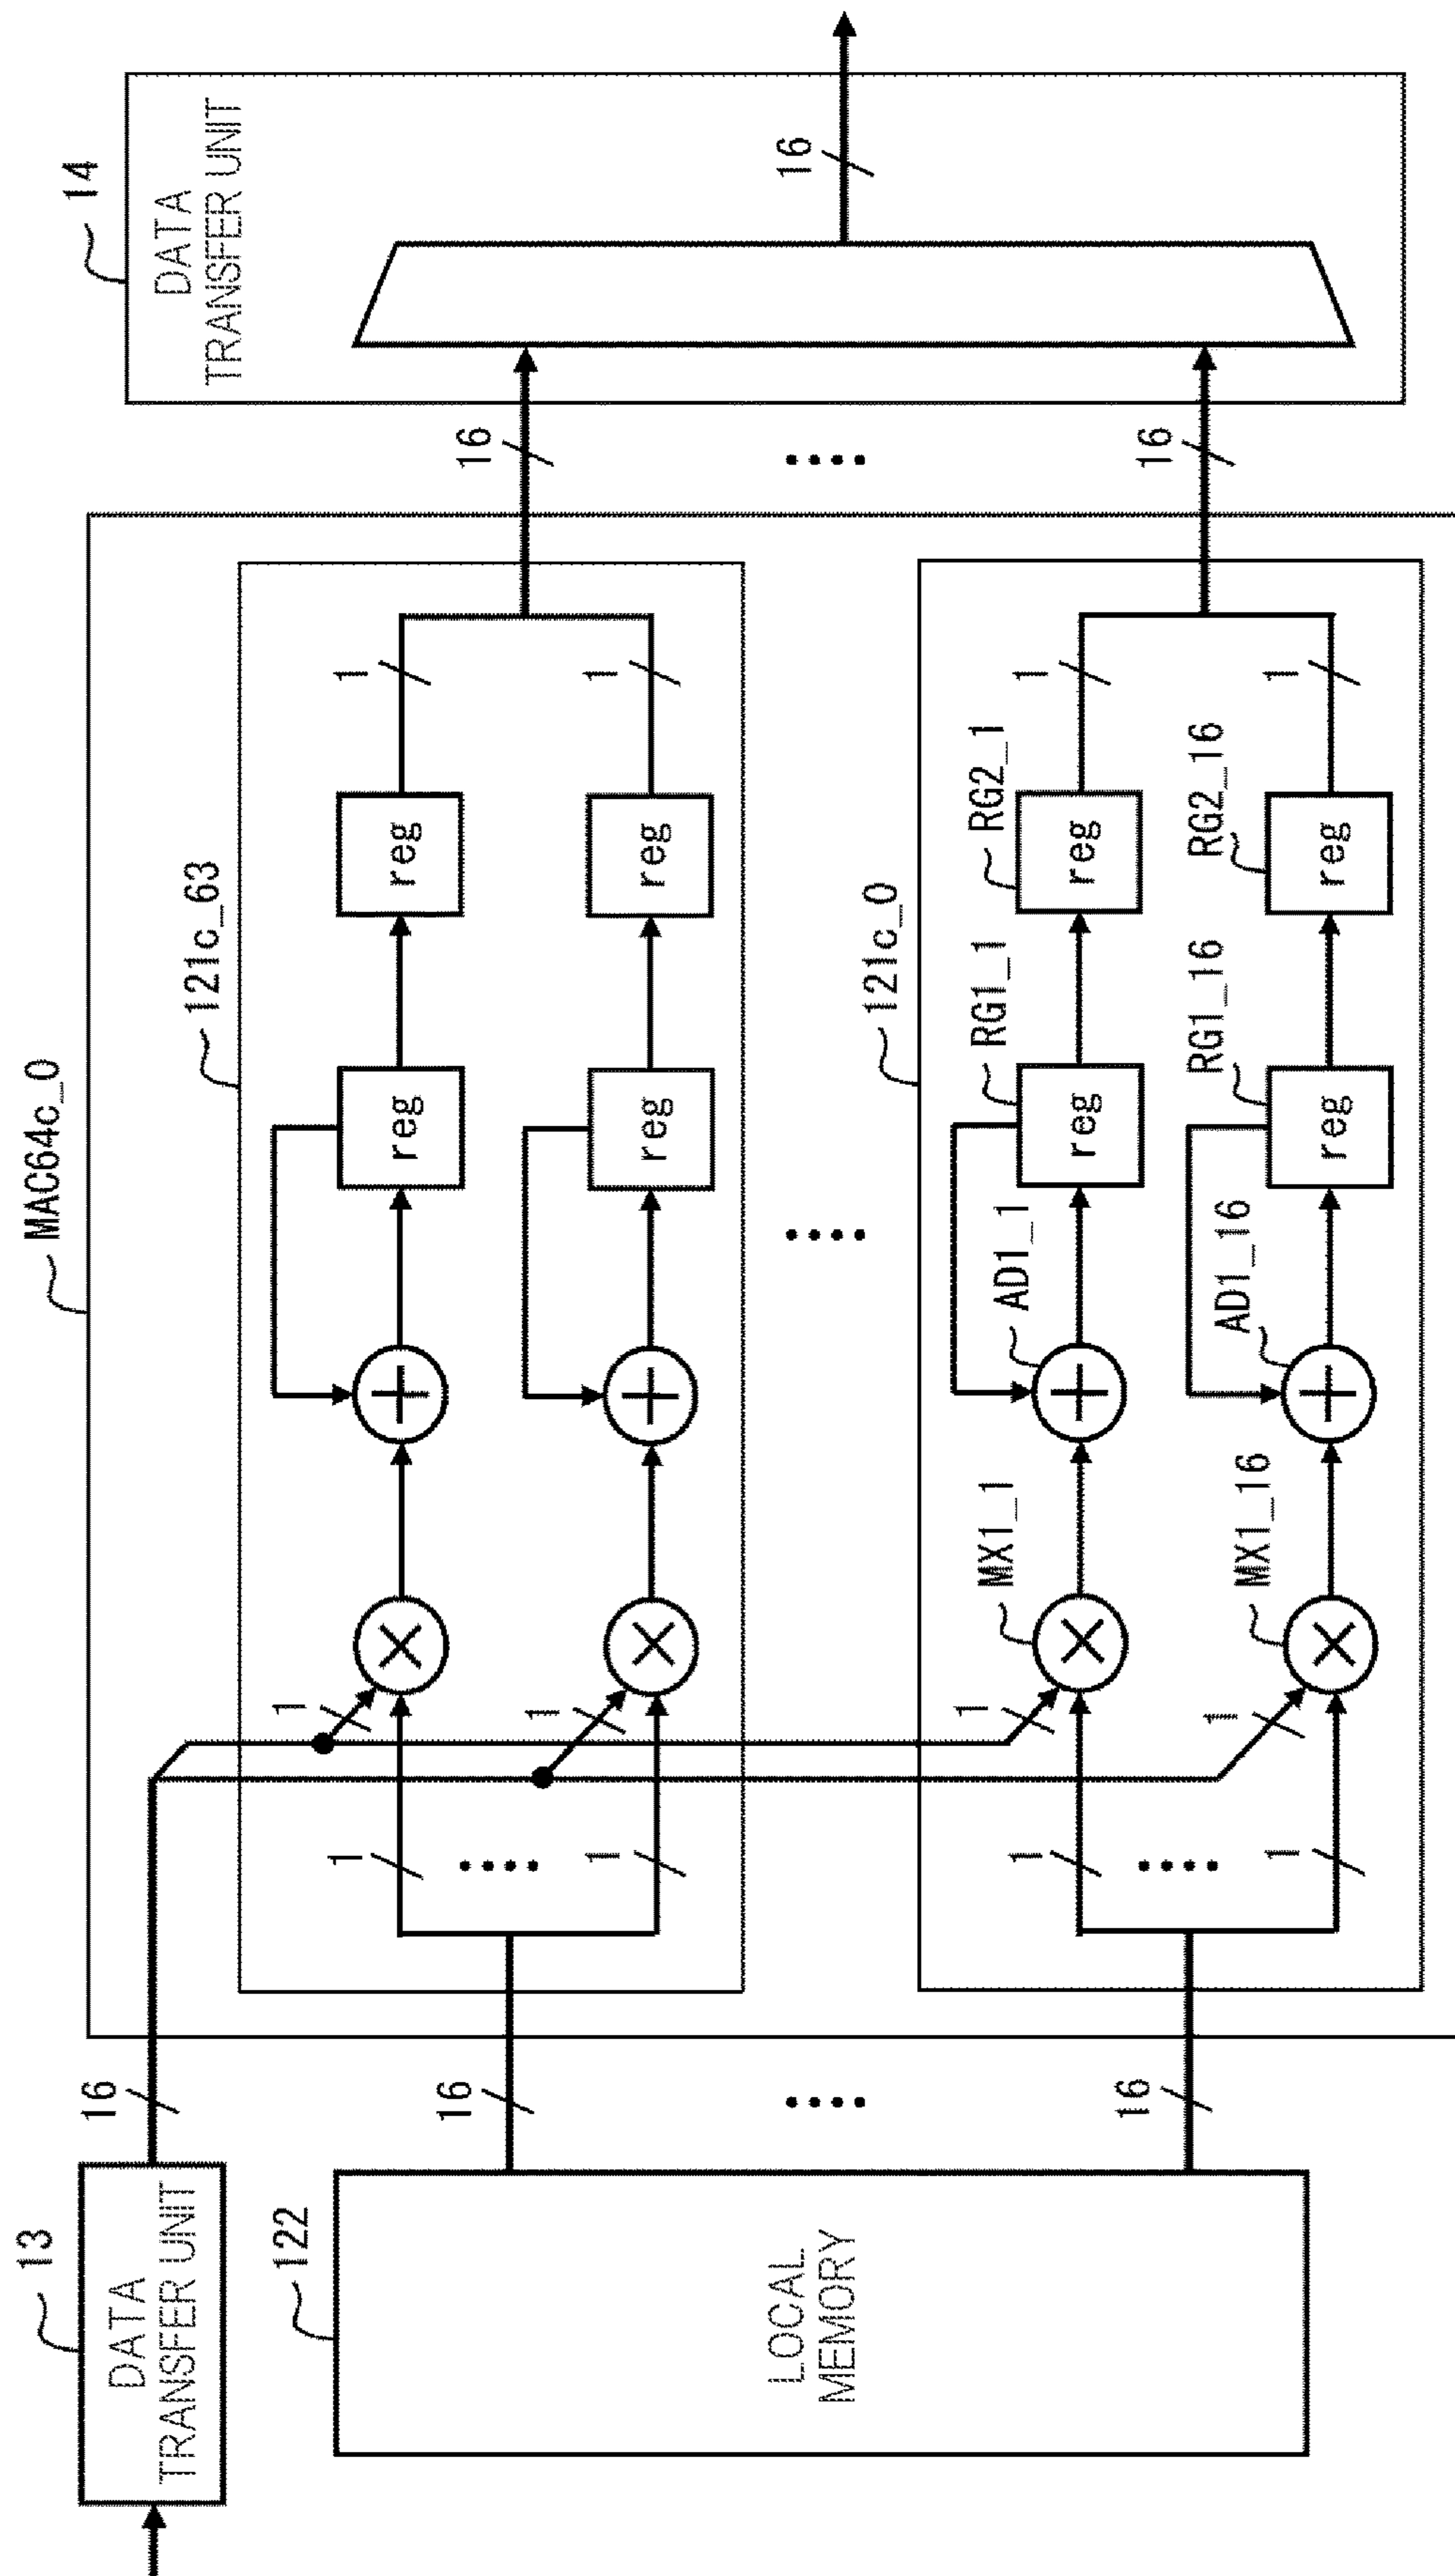 13
DATA
TRANSFER UNIT
16
122
LOCAL
MEMORY
16
....
16
MAC64c_0
121c_63
1
....
1
1
1
reg
reg
reg
reg
1
1
....
121c_0
1
....
1
1
1
MX1_1
MX1_16
AD1_1
AD1_16
RG1_1
reg
RG1_16
reg
RG2_1
reg
RG2_16
reg
1
1
16
....
16
14
DATA
TRANSFER UNIT
16